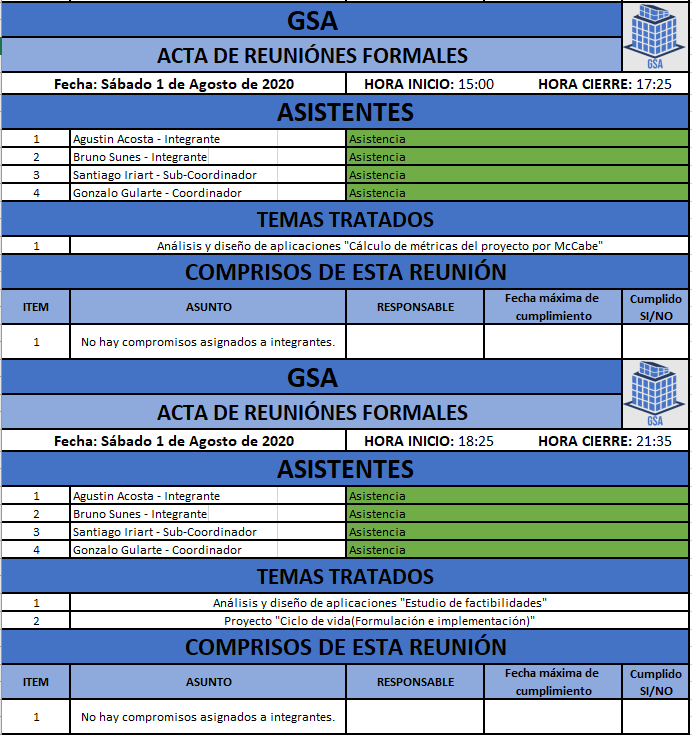 GSA
ACTA DE REUNIÓNES FORMALES
GSA
Fecha: Sábado 1 de Agosto de 2020 HORA INICIO: 15:00 HORA CIERRE: 17:25
ASISTENTES
1 Agustin Acosta - Integrante Asistencia
2 Bruno Sunes - Integrante Asistencia
3 Santiago Iriart - Sub-Coordinador Asistencia
4 Gonzalo Gularte - Coordinador Asistencia
TEMAS TRATADOS
1 Análisis y diseño de aplicaciones "Cálculo de métricas del proyecto por McCabe"
COMPRISOS DE ESTA REUNIÓN
ITEM ASUNTO RESPONSABLE Fecha máxima de cumplimiento Cumplido SI/NO
1 No hay compromisos asignados a integrantes.
GSA
ACTA DE REUNIÓNES FORMALES
GSA
Fecha: Sábado 1 de Agosto de 2020 HORA INICIO: 18:25 HORA CIERRE: 21:35
ASISTENTES
1 Agustin Acosta - Integrante Asistencia
2 Bruno Sunes - Integrante Asistencia
3 Santiago Iriart - Sub-Coordinador Asistencia
4 Gonzalo Gularte - Coordinador Asistencia
TEMAS TRATADOS
1 Análisis y diseño de aplicaciones "Estudio de factibilidades"
2 Proyecto "Ciclo de vida(Formulación e implementación)"
COMPRISOS DE ESTA REUNIÓN
ITEM ASUNTO RESPONSABLE Fecha máxima de cumplimiento Cumplido SI/NO
1 No hay compromisos asignados a integrantes.